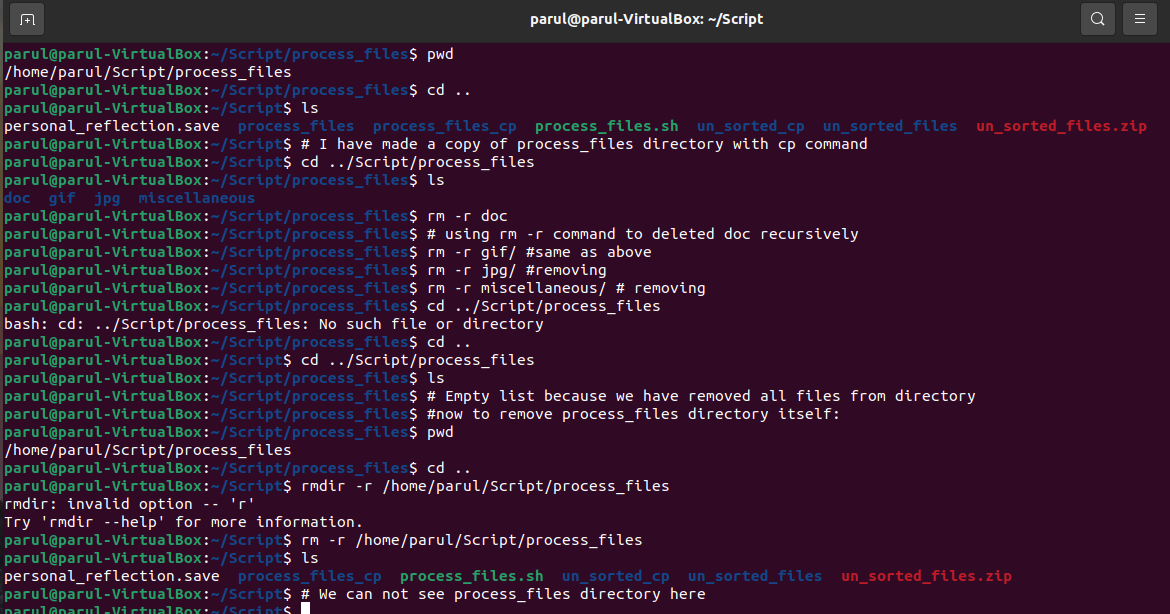 parul@parul-VirtualBox: ~/Script
parul@parul-VirtualBox:~/Script/process_files$ pwd
/home/parul/Script/process_files
parul@parul-VirtualBox:~/Script/process_files$ cd ..
parul@parul-VirtualBox:~/Script$ ls
personal_reflection.save process_files process_files_cp process_files.sh un_sorted_cp un_sorted_files un_sorted_files.zip
parul@parul-VirtualBox:~/Script$ # I have made a copy of process_files directory with cp command
parul@parul-VirtualBox:~/Script$ cd ../Script/process_files
parul@parul-VirtualBox:~/Script/process_files$ ls
doc gif jpg miscellaneous
parul@parul-VirtualBox:~/Script/process_files$ rm -r doc
parul@parul-VirtualBox:~/Script/process_files$ # using rm -r command to deleted doc recursively
parul@parul-VirtualBox:~/Script/process_files$ rm -r gif/ #same as above
parul@parul-VirtualBox:~/Script/process_files$ rm -r jpg/ #removing
parul@parul-VirtualBox:~/Script/process_files$ rm -r miscellaneous/ # removing
parul@parul-VirtualBox:~/Script/process_files$ cd ../Script/process_files
bash: cd: ../Script/process_files: No such file or directory
parul@parul-VirtualBox:~/Script/process_files$ cd ..
parul@parul-VirtualBox:~/Script$ cd ../Script/process_files
parul@parul-VirtualBox:~/Script/process_files$ ls
parul@parul-VirtualBox:~/Script/process_files$ # Empty list because we have removed all files from directory
parul@parul-VirtualBox:~/Script/process_files$ #now to remove process_files directory itself:
parul@parul-VirtualBox:~/Script/process_files$ pwd
/home/parul/Script/process_files
parul@parul-VirtualBox:~/Script/process_files$ cd ..
parul@parul-VirtualBox:~/Script$ rmdir -r /home/parul/Script/process_files
rmdir: invalid option -- 'r'
Try 'rmdir --help' for more information.
parul@parul-VirtualBox:~/Script$ rm -r /home/parul/Script/process_files
parul@parul-VirtualBox:~/Script$ ls
personal_reflection.save process_files_cp process_files.sh un_sorted_cp un_sorted_files un_sorted_files.zip
parul@parul-VirtualBox:~/Script$ # We can not see process_files directory here
parul@parul-VirtualBox:~/Script$